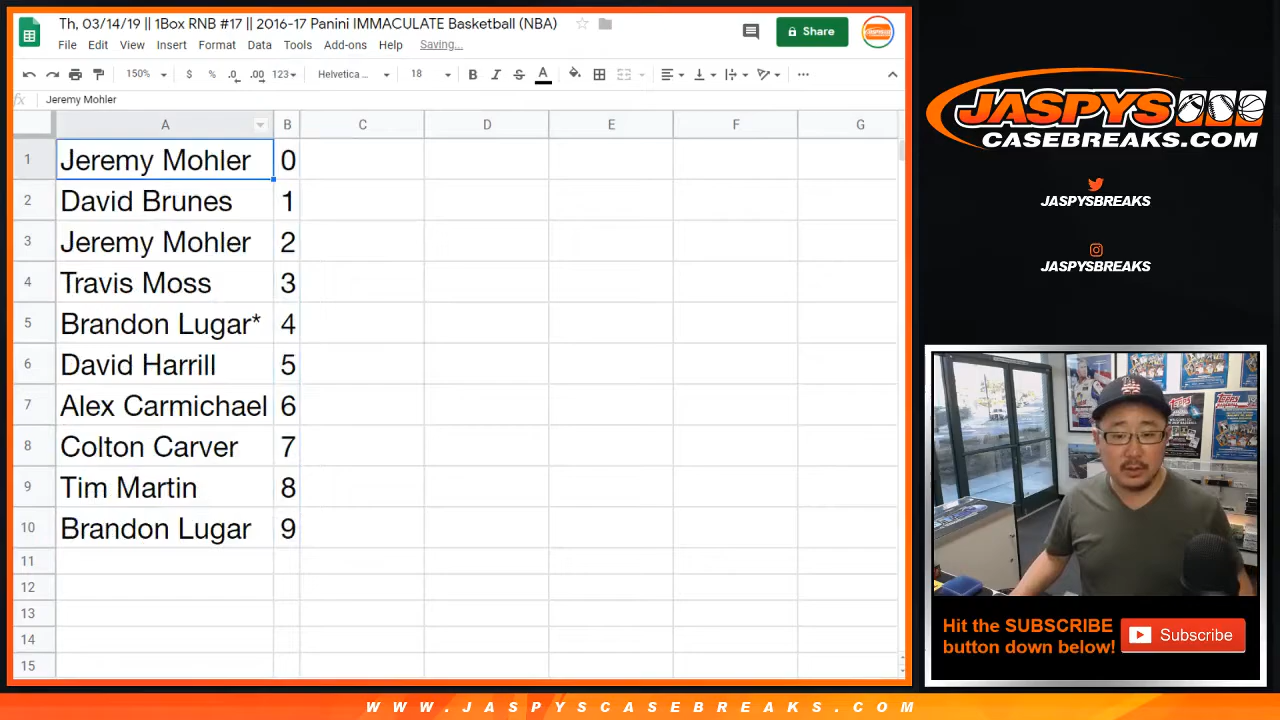 Th, 03/14/19 || 1Box RNB #17 || 2016-17 Panini IMMACULATE Basketball (NBA)
File Edit View Insert Format Data Tools Add-ons Help Saving...
Share
150% $ % .0 .00 123 Helvetica ... 18 B I S A
fx Jeremy Mohler
A B C D E F G
1 Jeremy Mohler 0
2 David Brunes 1
3 Jeremy Mohler 2
4 Travis Moss 3
5 Brandon Lugar* 4
6 David Harrill 5
7 Alex Carmichael 6
8 Colton Carver 7
9 Tim Martin 8
10 Brandon Lugar 9
11
12
13
14
15
JASPYS
CASEBREAKS.COM
JASPYSBREAKS
JASPYSBREAKS
Hit the SUBSCRIBE
button down below!
Subscribe
WWW.JASPYSCASEBREAKS.COM